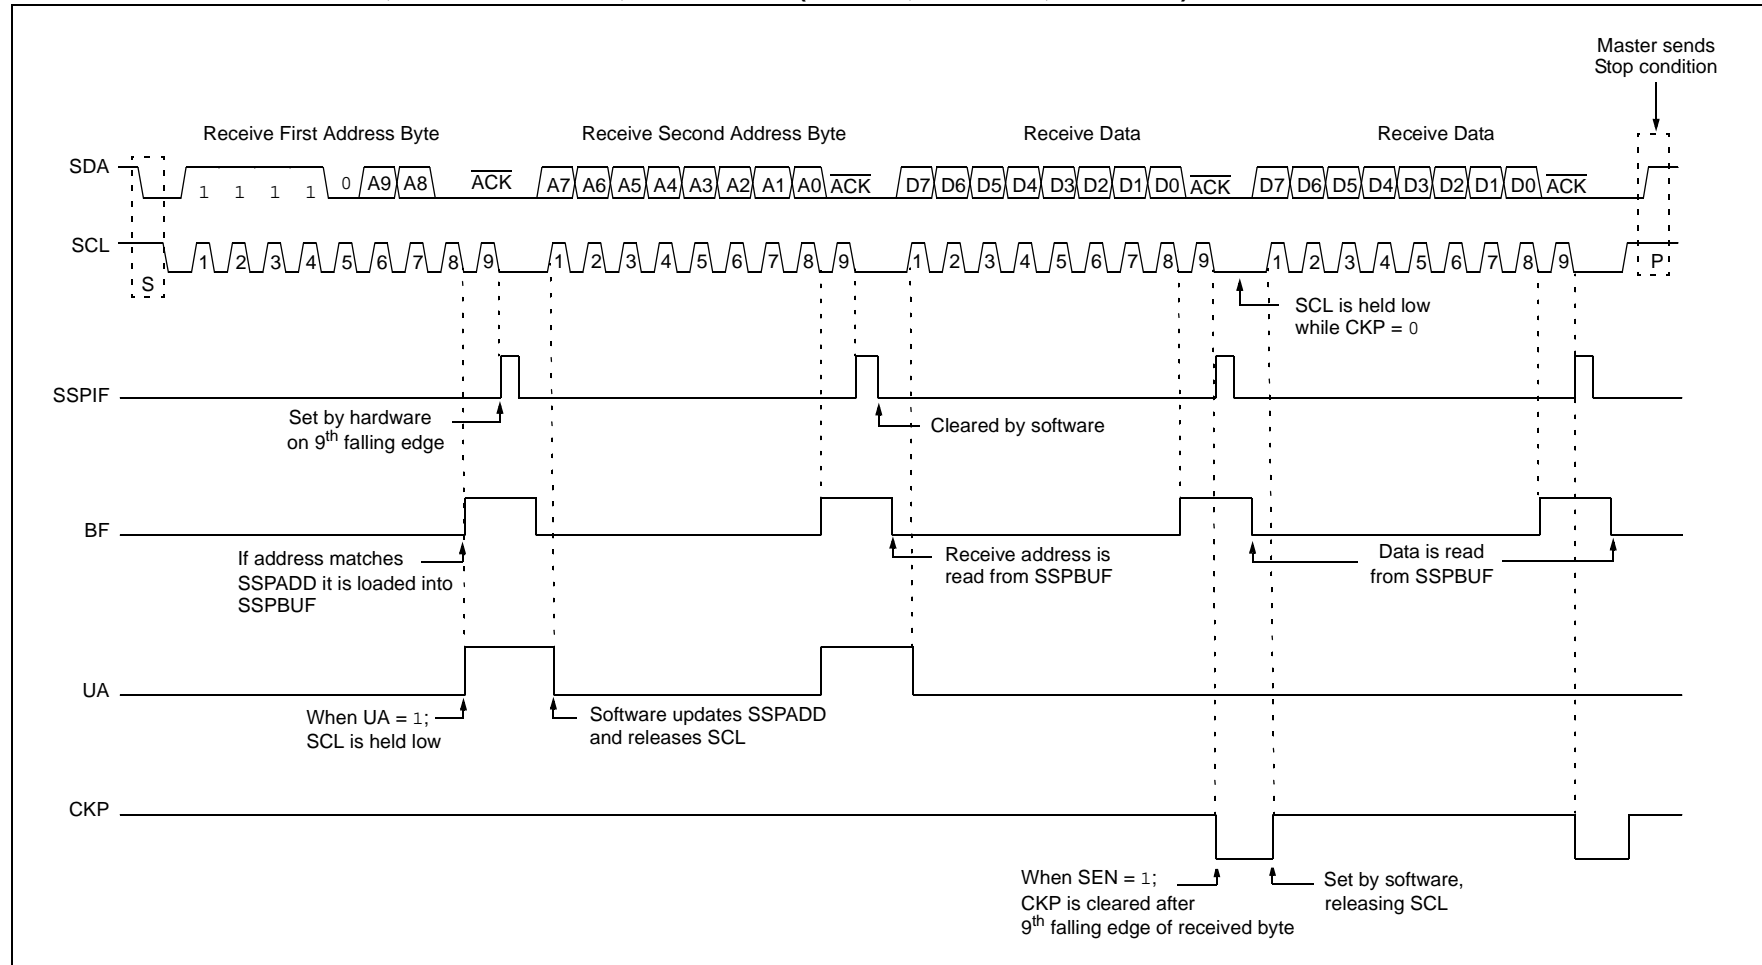 Master sends
Stop condition
Receive First Address Byte
Receive Second Address Byte
Receive Data
Receive Data
SDA
1 1 1 1 0 A9 A8 ACK A7 A6 A5 A4 A3 A2 A1 A0 ACK D7 D6 D5 D4 D3 D2 D1 D0 ACK D7 D6 D5 D4 D3 D2 D1 D0 ACK
SCL
S 1 2 3 4 5 6 7 8 9 1 2 3 4 5 6 7 8 9 1 2 3 4 5 6 7 8 9 1 2 3 4 5 6 7 8 9 P
SCL is held low
while CKP = 0
SSPIF
Set by hardware
on 9th falling edge
Cleared by software
BF
If address matches
SSPADD it is loaded into
SSPBUF
Receive address is
read from SSPBUF
Data is read
from SSPBUF
UA
When UA = 1;
SCL is held low
Software updates SSPADD
and releases SCL
CKP
When SEN = 1;
CKP is cleared after
9th falling edge of received byte
Set by software,
releasing SCL